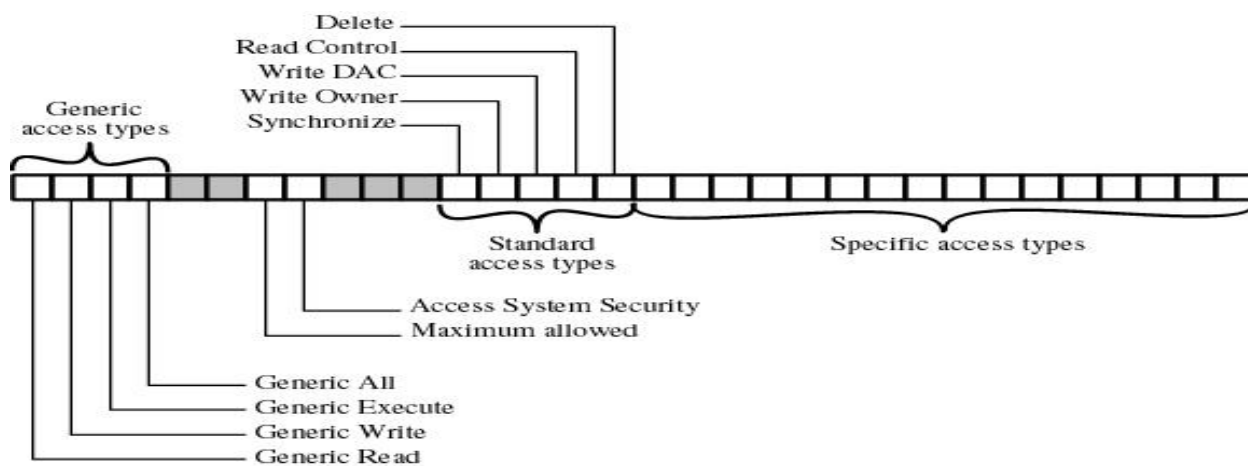 Delete
Read Control
Write DAC
Write Owner
Synchronize
Generic
access types
Standard
access types
Specific access types
Access System Security
Maximum allowed
Generic All
Generic Execute
Generic Write
Generic Read